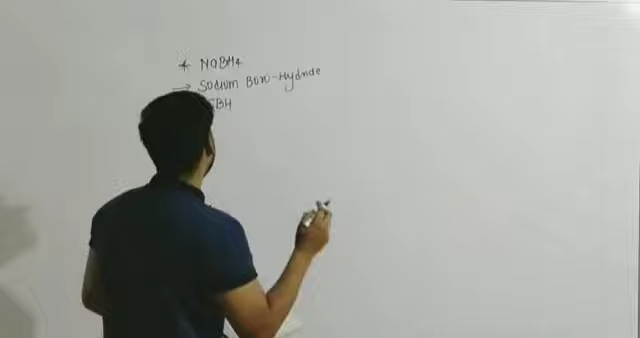 * NaBH4
→ Sodium Boro-Hydride
SBH